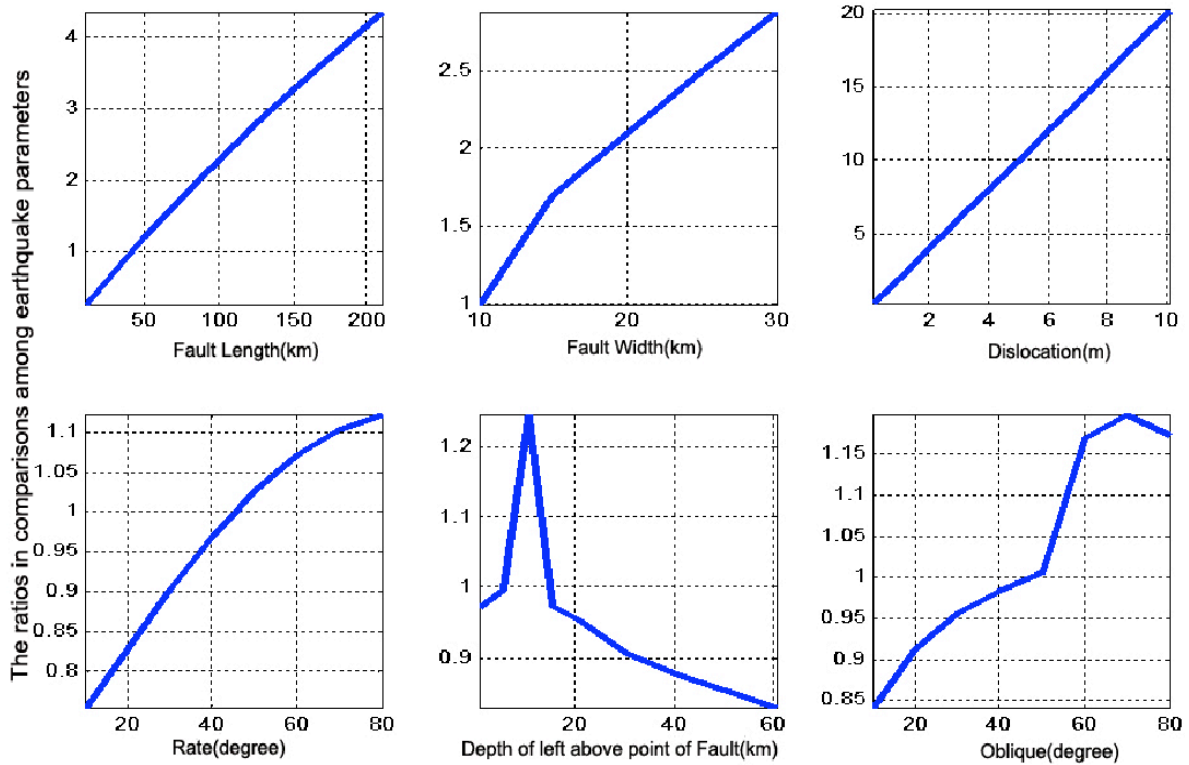 The ratios in comparisons among earthquake parameters
4
3
2
1
50 100 150 200
Fault Length(km)
2.5
2
1.5
1
10 20 30
Fault Width(km)
20
15
10
5
2 4 6 8 10
Dislocation(m)
1.1
1.05
1
0.95
0.9
0.85
0.8
20 40 60 80
Rate(degree)
1.2
1.1
1
0.9
20 40 60
Depth of left above point of Fault(km)
1.15
1.1
1.05
1
0.95
0.9
0.85
20 40 60 80
Oblique(degree)